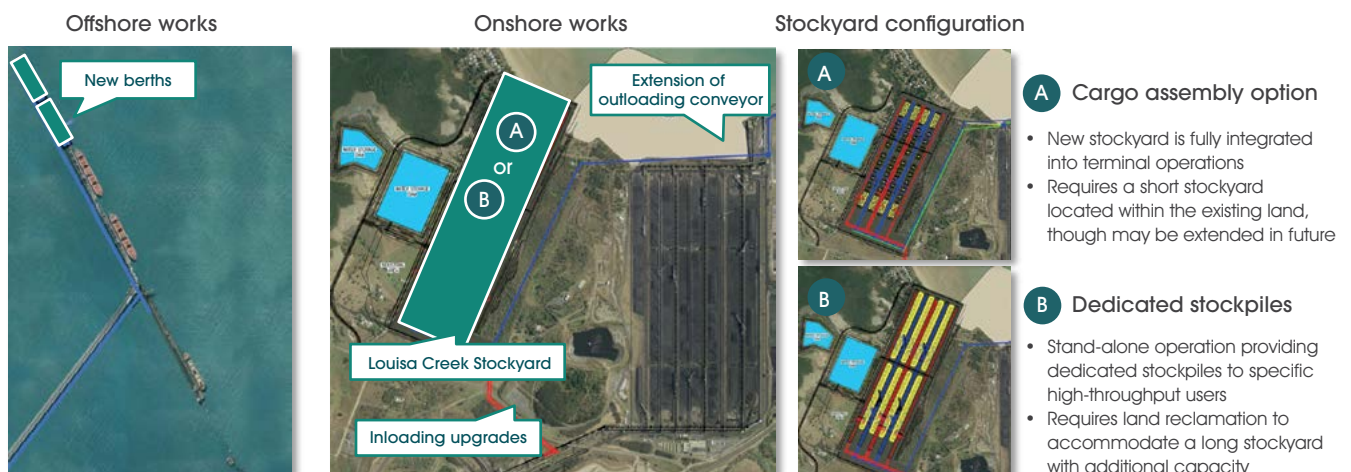 Offshore works
New berths
Onshore works
Extension of
outloading conveyor
A
or
B
Louisa Creek Stockyard
Inloading upgrades
Stockyard configuration
A
B
A Cargo assembly option
• New stockyard is fully integrated
into terminal operations
• Requires a short stockyard
located within the existing land,
though may be extended in future
B Dedicated stockpiles
• Stand-alone operation providing
dedicated stockpiles to specific
high-throughput users
• Requires land reclamation to
accommodate a long stockyard
with additional capacity